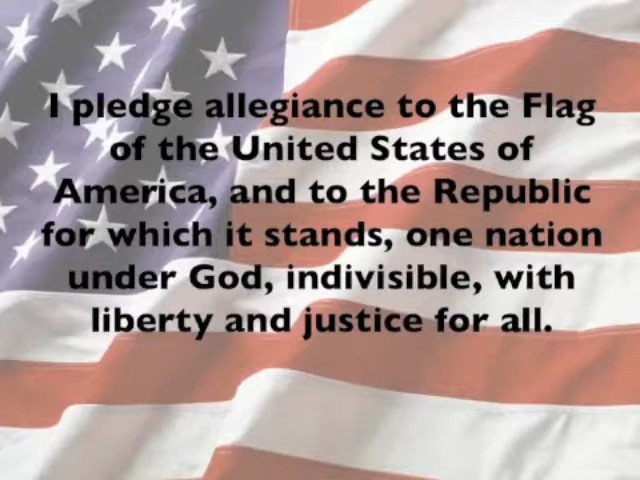 I pledge allegiance to the Flag
of the United States of
America, and to the Republic
for which it stands, one nation
under God, indivisible, with
liberty and justice for all.